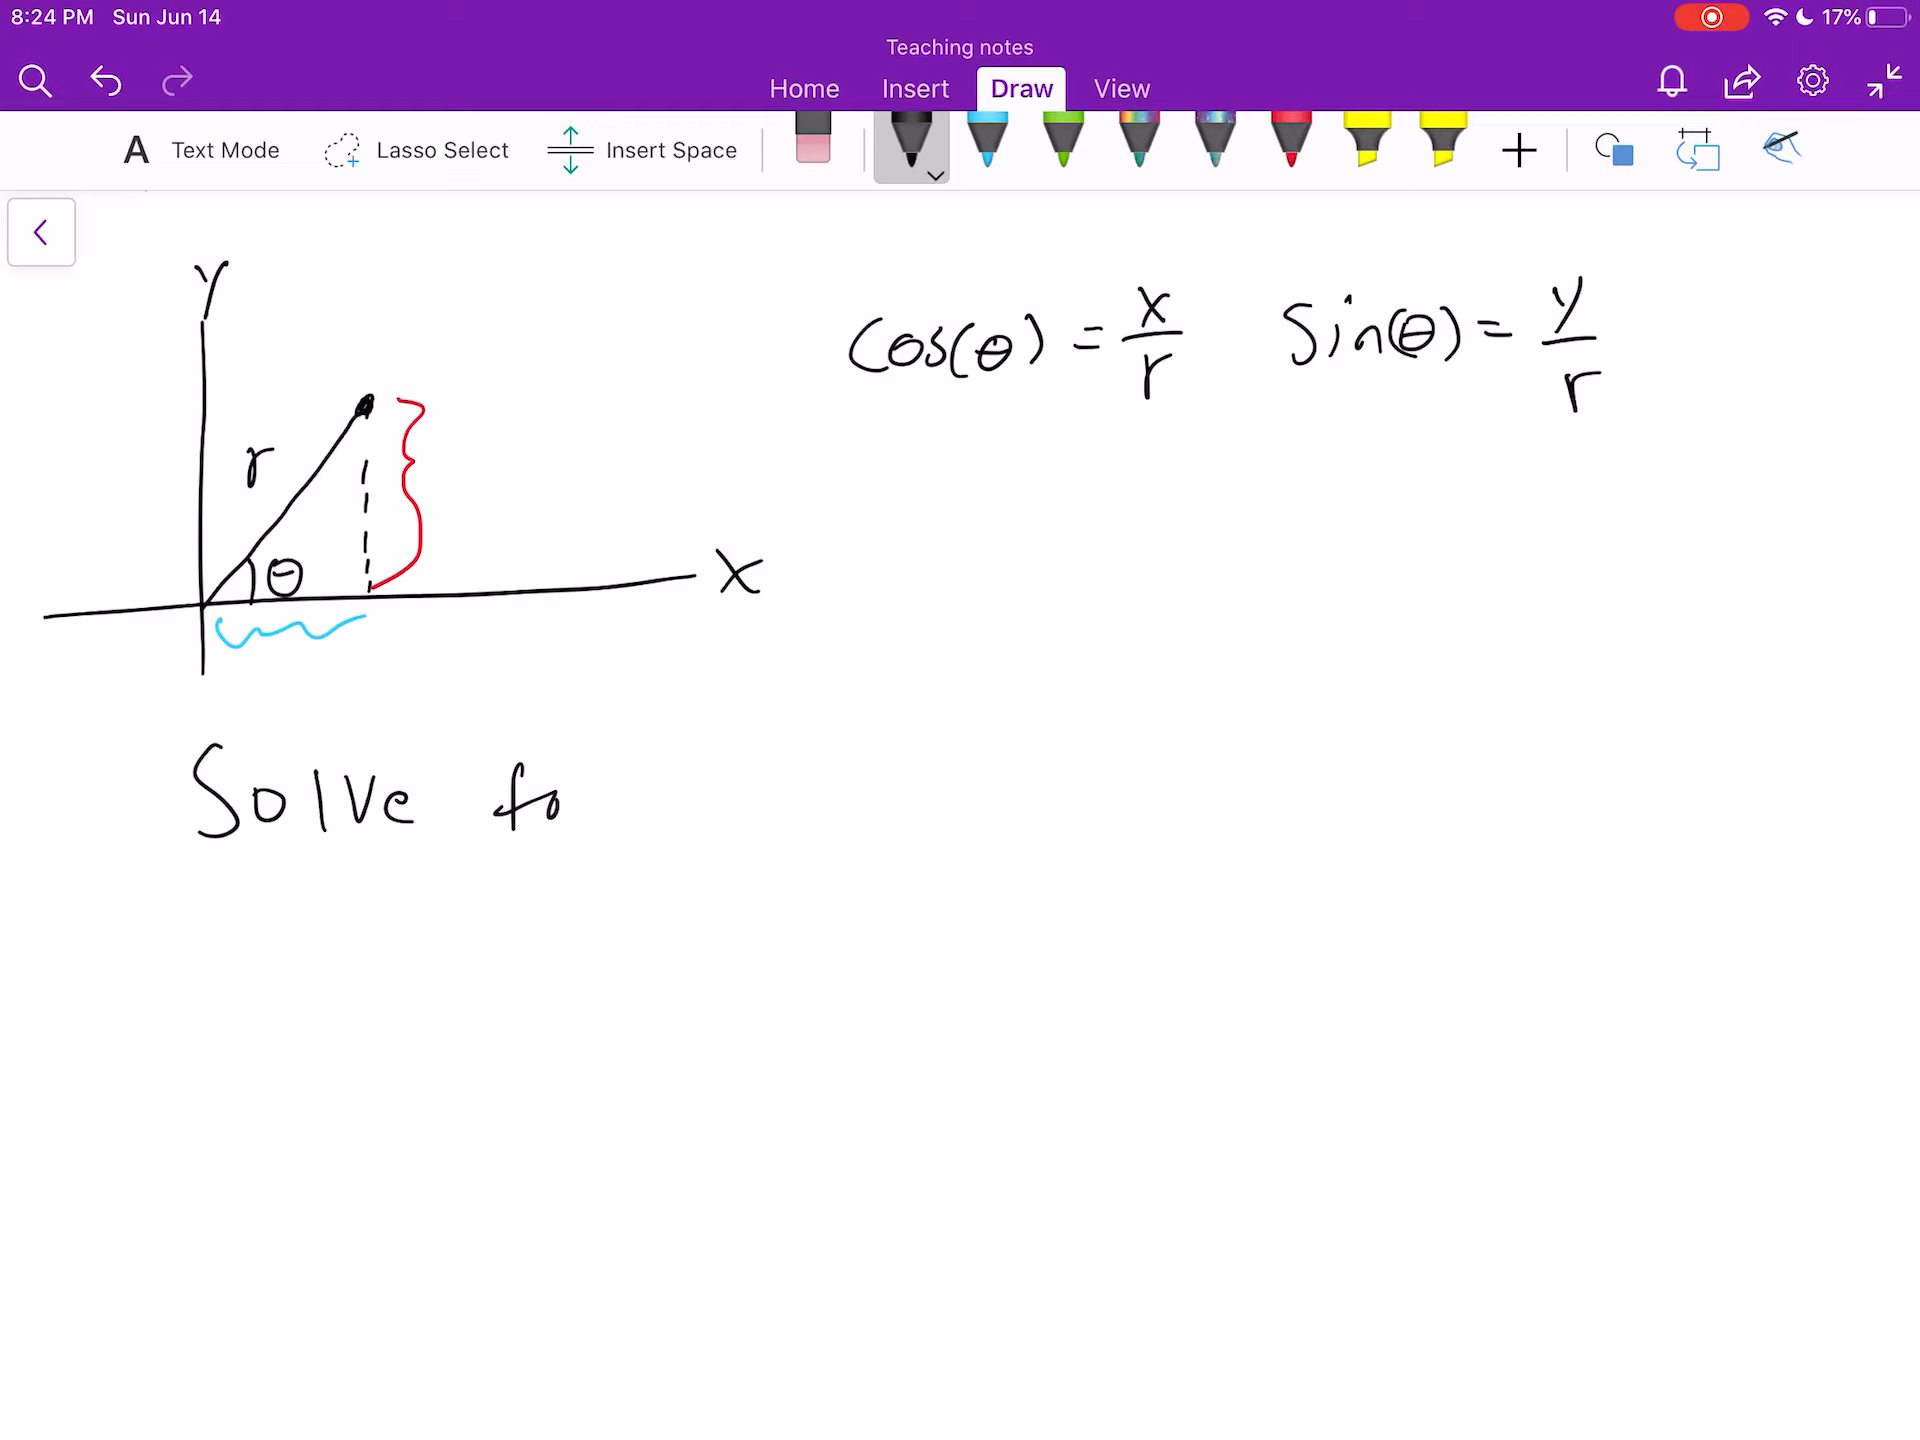 8:24 PM Sun Jun 14 17%
Teaching notes
Home Insert Draw View
A Text Mode Lasso Select Insert Space
Y
Cos(θ) = x/r Sin(θ) = y/r
r
θ
X
Solve fo